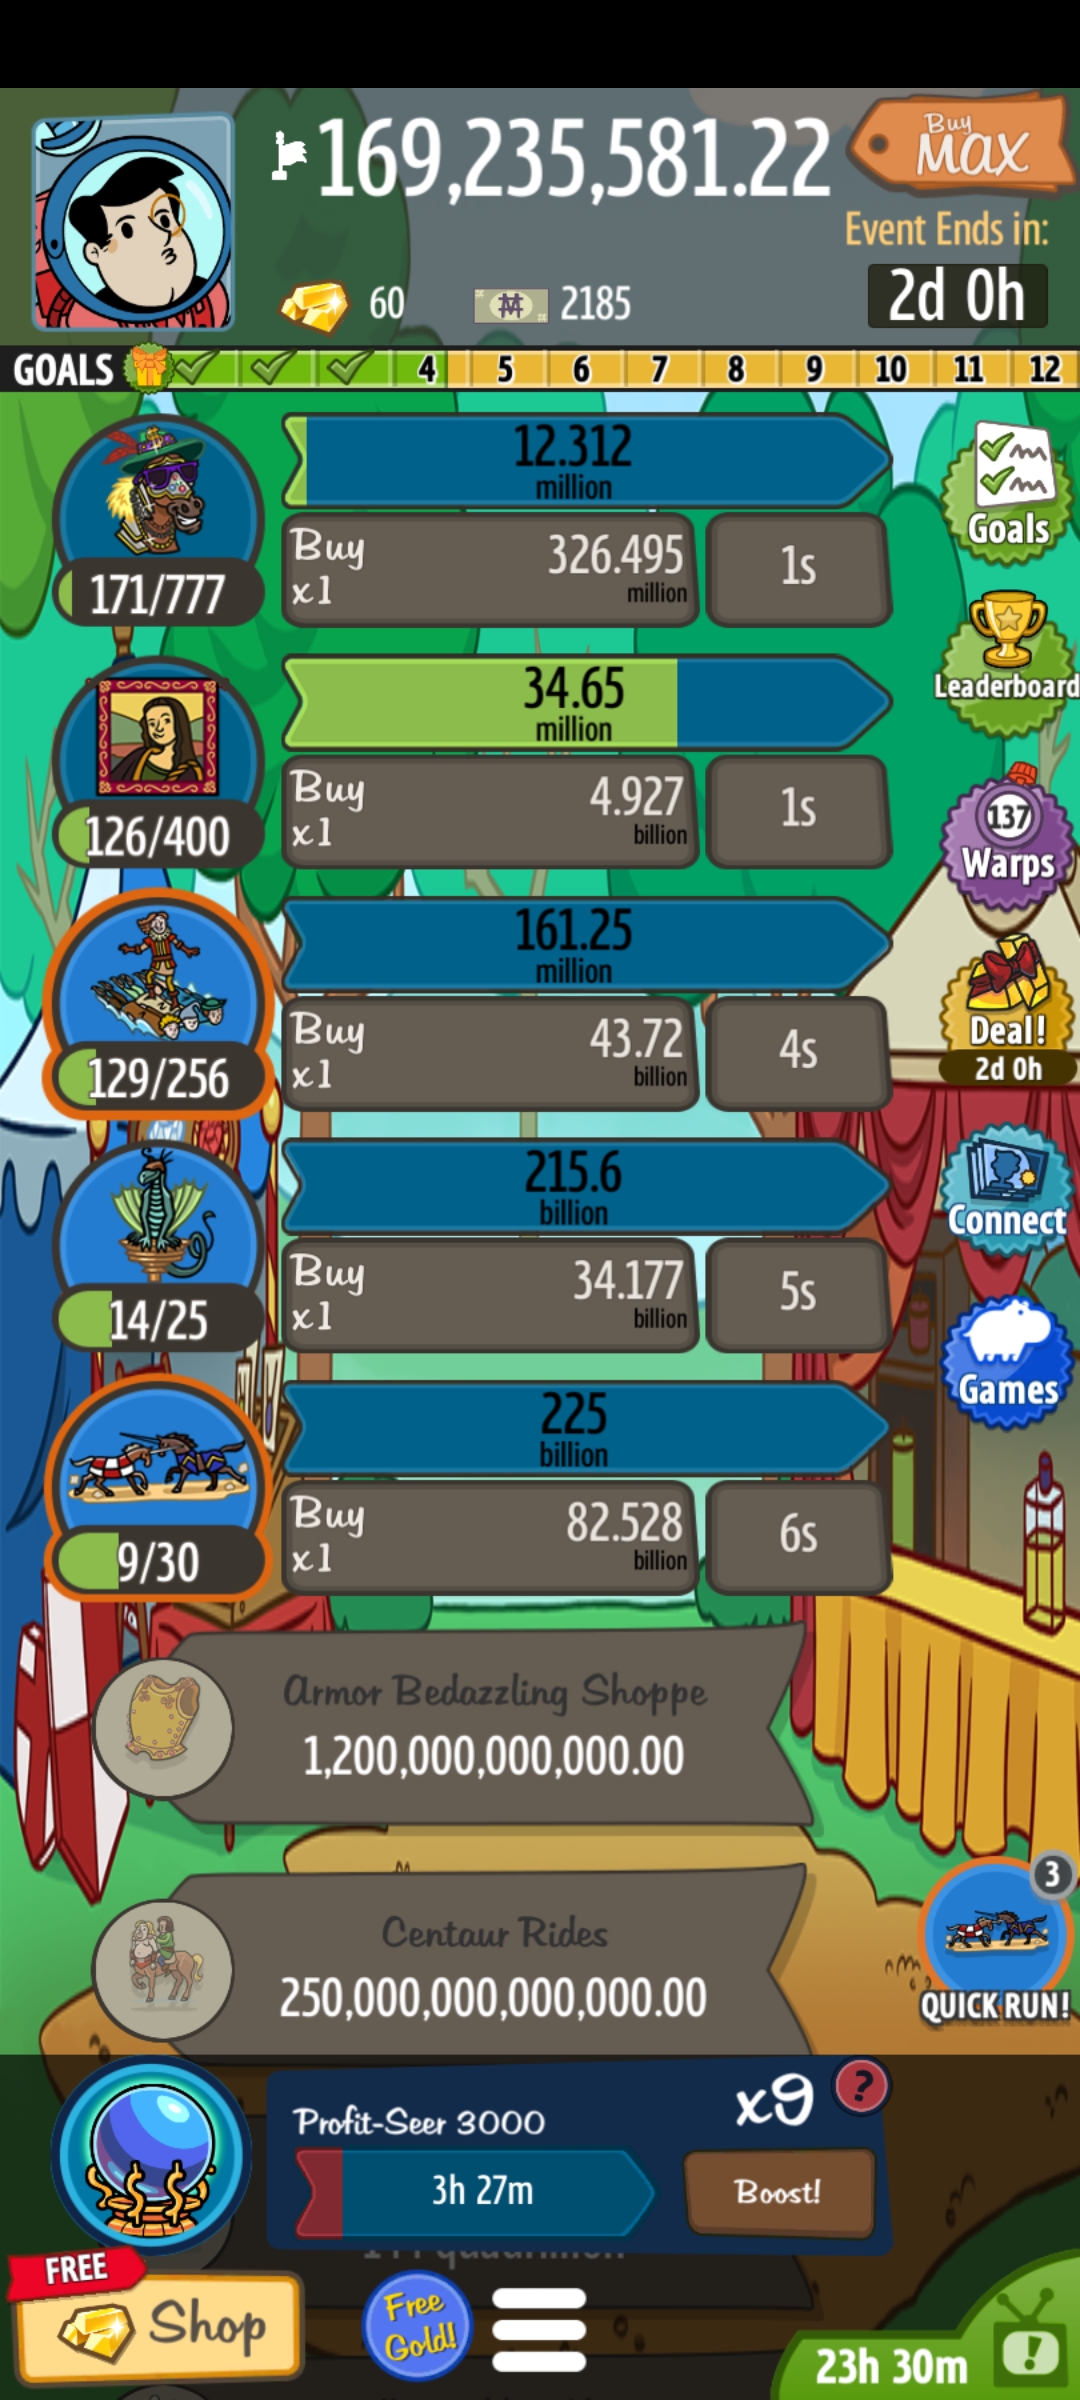 169,235,581.22
Buy
MAX
Event Ends in:
60
2185
2d 0h
GOALS 4 5 6 7 8 9 10 11 12
12.312
million
171/777
Buy
x1
326.495
million
1s
Goals
34.65
million
126/400
Buy
x1
4.927
billion
1s
Leaderboard
137
Warps
161.25
million
129/256
Buy
x1
43.72
billion
4s
Deal!
2d 0h
215.6
billion
14/25
Buy
x1
34.177
billion
5s
Connect
225
billion
9/30
Buy
x1
82.528
billion
6s
Games
Armor Bedazzling Shoppe
1,200,000,000,000.00
Centaur Rides
250,000,000,000,000.00
3
QUICK RUN!
Profit-Seer 3000
x9
?
3h 27m
Boost!
FREE
Shop
Free
Gold!
23h 30m
!